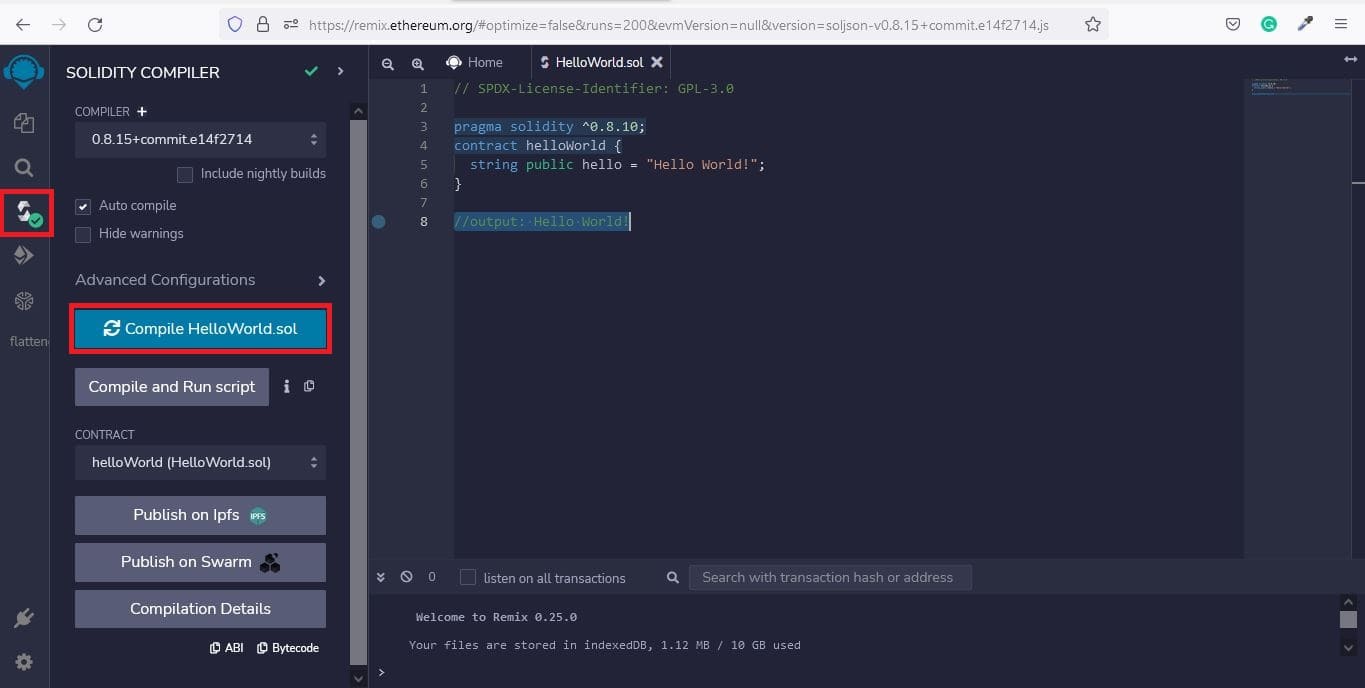 https://remix.ethereum.org/#optimize=false&runs=200&evmVersion=null&version=soljson-v0.8.15+commit.e14f2714.js
SOLIDITY COMPILER
COMPILER
0.8.15+commit.e14f2714
Include nightly builds
Auto compile
Hide warnings
Advanced Configurations
Compile HelloWorld.sol
flatten
Compile and Run script
CONTRACT
helloWorld (HelloWorld.sol)
Publish on Ipfs IPFS
Publish on Swarm
Compilation Details
ABI Bytecode
Home HelloWorld.sol
1 // SPDX-License-Identifier: GPL-3.0
2
3 pragma solidity ^0.8.10;
4 contract helloWorld {
5 string public hello = "Hello World!";
6 }
7
8 //output: Hello World!
0 listen on all transactions Search with transaction hash or address
Welcome to Remix 0.25.0
Your files are stored in indexedDB, 1.12 MB / 10 GB used
>